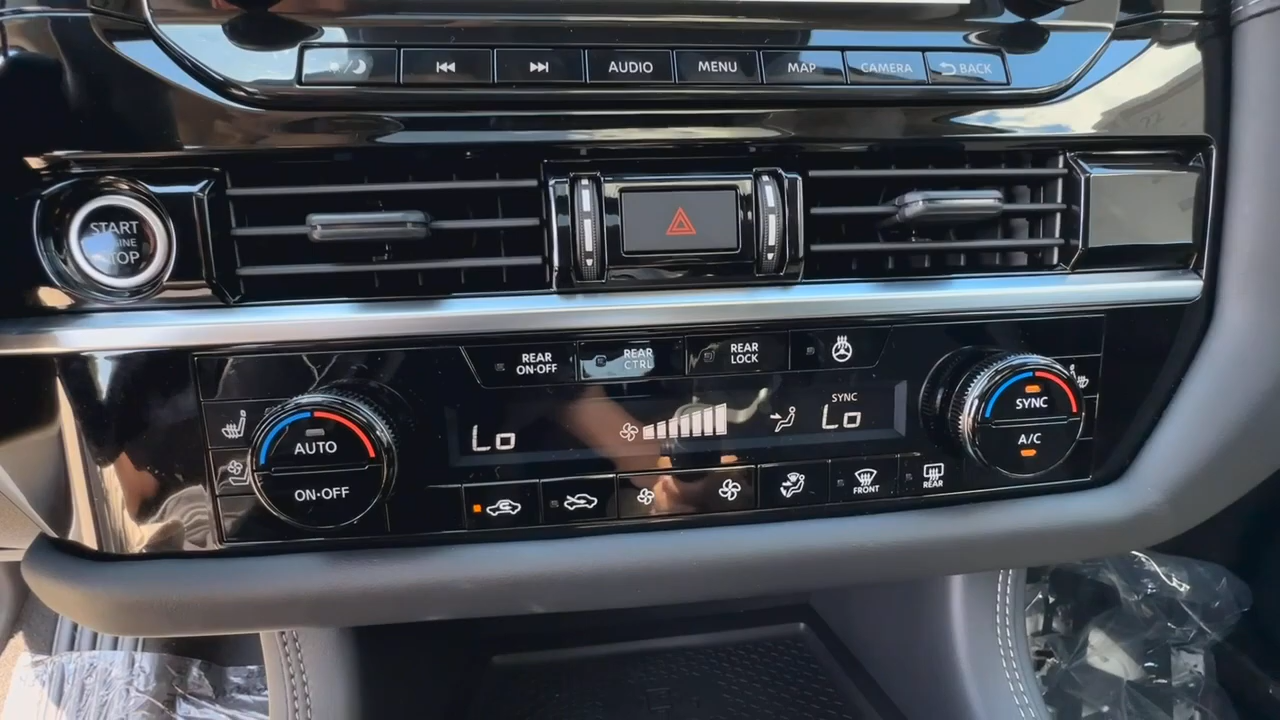 AUDIO
MENU
MAP
CAMERA
BACK
START
STOP
REAR
ON·OFF
REAR
CTRL
REAR
LOCK
AUTO
ON·OFF
Lo
SYNC
Lo
SYNC
A/C
FRONT
REAR